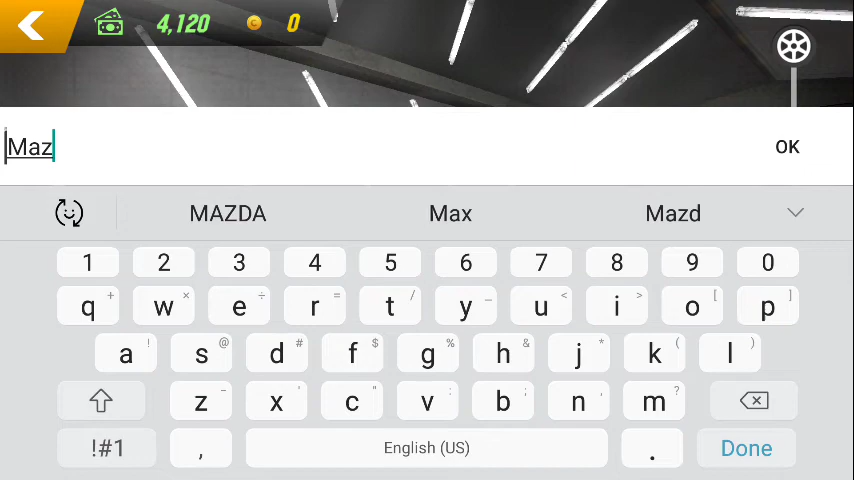 4,120 C 0
Maz OK
MAZDA Max Mazd
1 2 3 4 5 6 7 8 9 0
q + w × e ÷ r = t / y _ u < i > o [ p ]
a ! s @ d # f $ g % h & j * k ( l )
z - x ' c " v : b ; n , m ?
!#1 , English (US) . Done